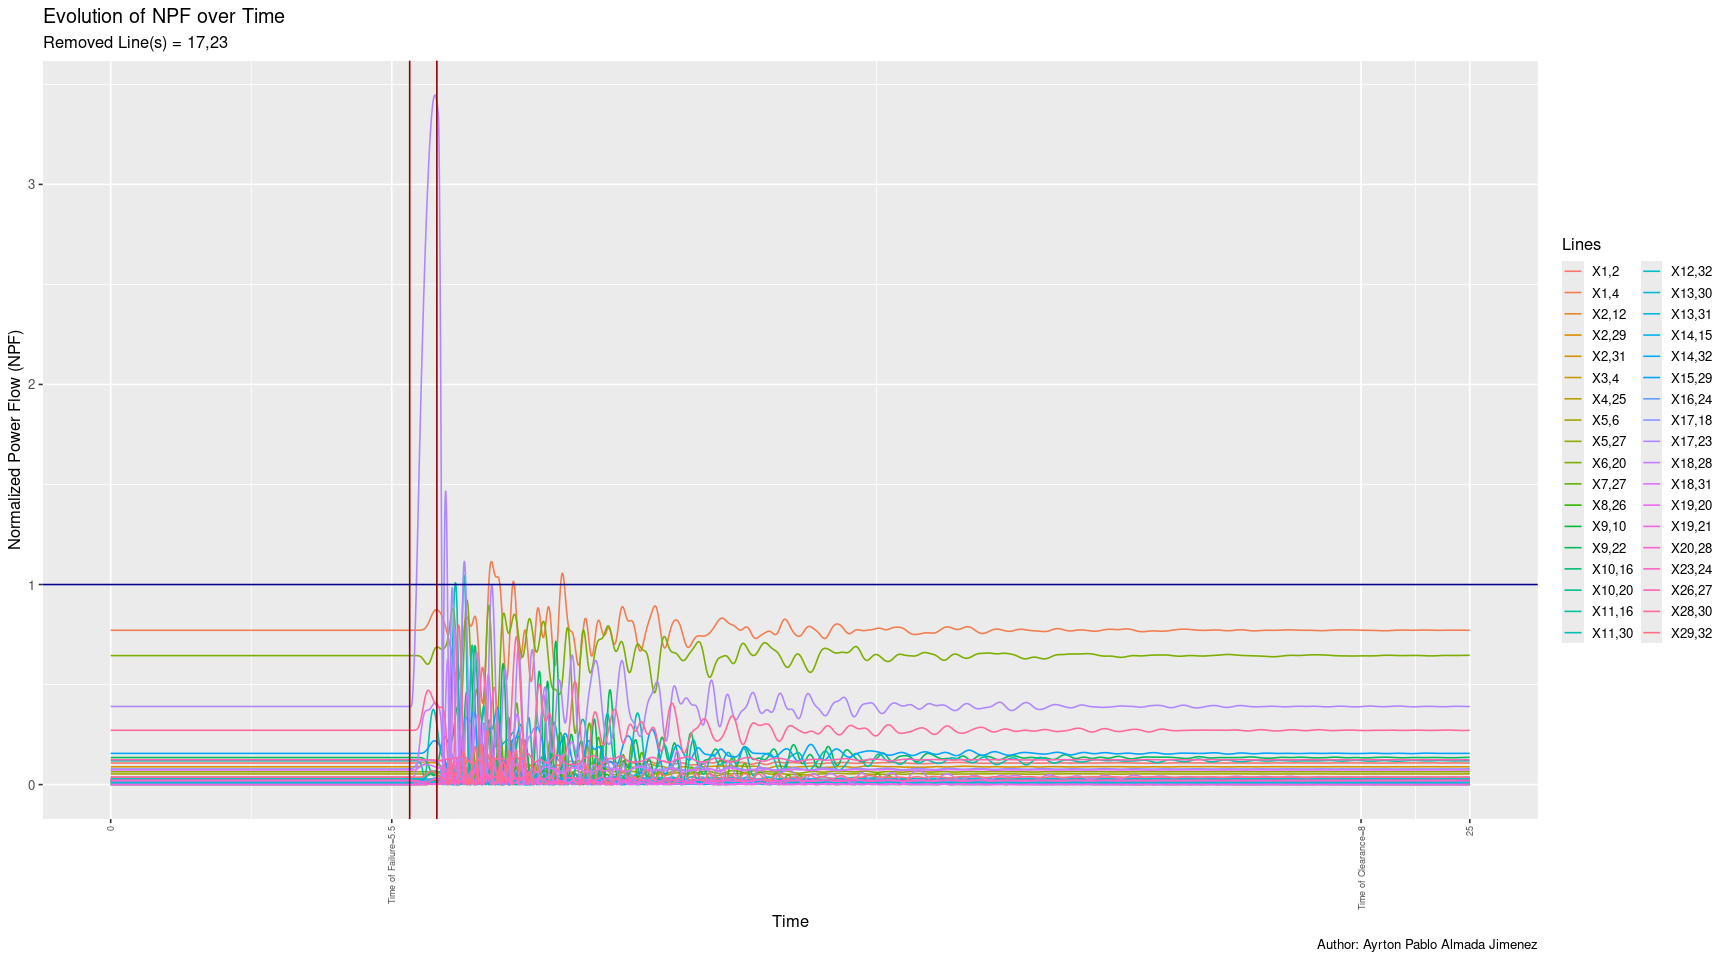 Evolution of NPF over Time
Removed Line(s) = 17,23
Normalized Power Flow (NPF)
3
2
1
0
0
Time of Failure=5.5
Time of Clearance=8
25
Time
Lines
X1,2
X1,4
X2,12
X2,29
X2,31
X3,4
X4,25
X5,6
X5,27
X6,20
X7,27
X8,26
X9,10
X9,22
X10,16
X10,20
X11,16
X11,30
X12,32
X13,30
X13,31
X14,15
X14,32
X15,29
X16,24
X17,18
X17,23
X18,28
X18,31
X19,20
X19,21
X20,28
X23,24
X26,27
X28,30
X29,32
Author: Ayrton Pablo Almada Jimenez